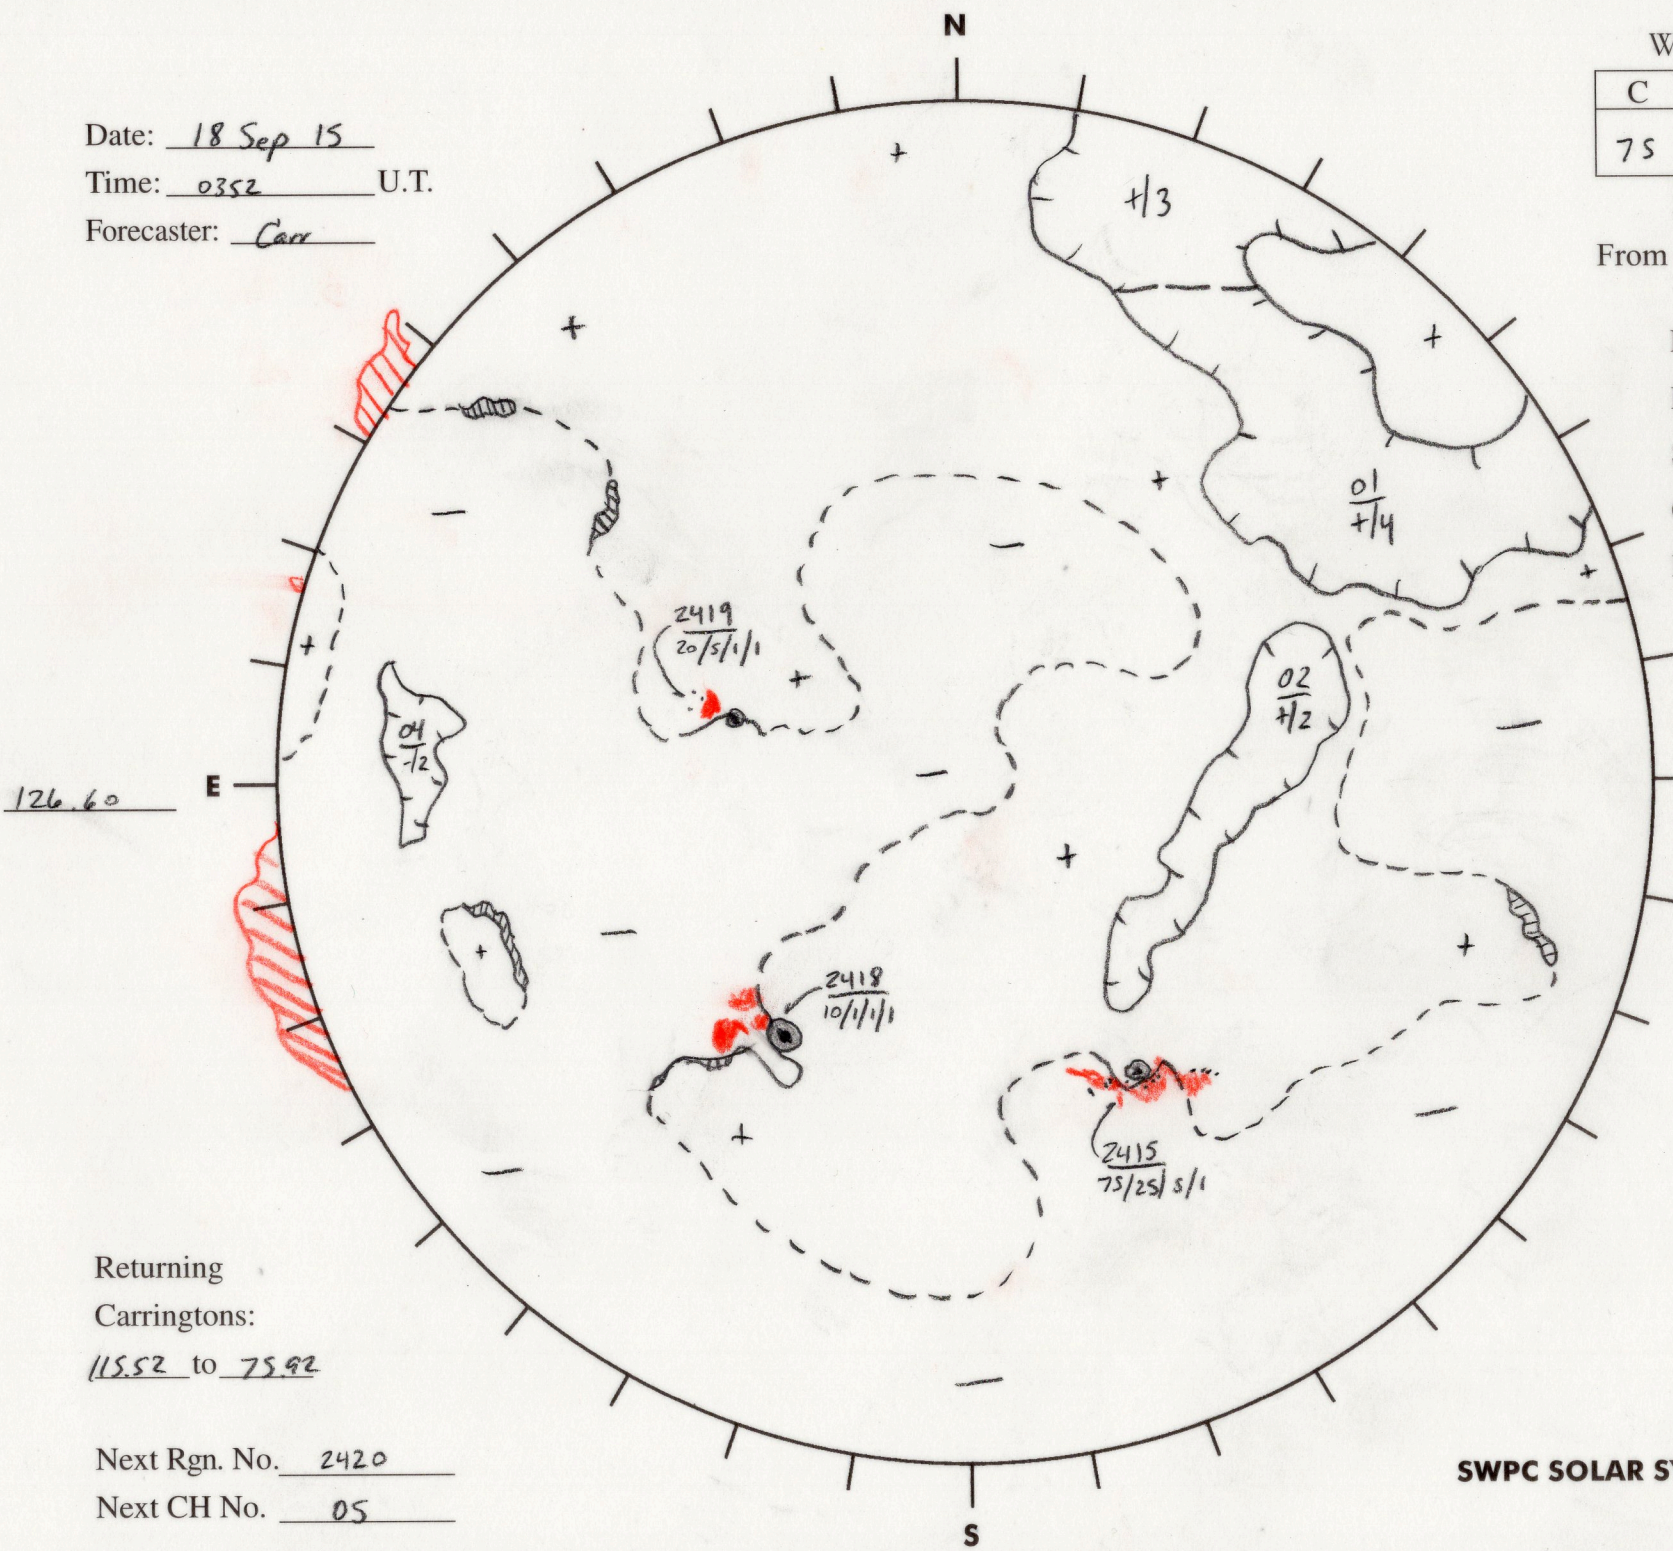 N
W
Date: 18 Sep 15
C
Time: 0352 U.T.
75
+
+/3
Forecaster: Carr
From
+
+
+
01
+/4
—
—
+
2419
20/5/1/1
+
+
02
+/2
04
-/2
—
—
E
126.60
+
—
+
+
2418
10/1/1/1
+
—
2415
75/25/5/1
—
Returning
Carringtons:
115.52 to 75.92
—
Next Rgn. No. 2420
SWPC SOLAR S
Next CH No. 05
S